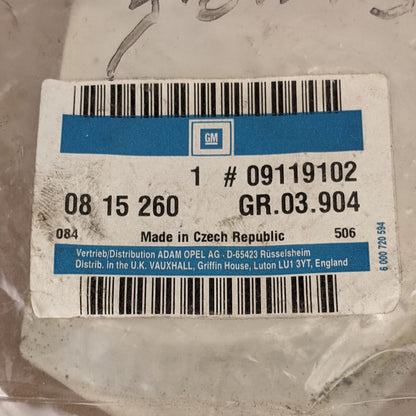 GM
1 # 09119102
08 15 260 GR.03.904
084 Made in Czech Republic 506
Vertrieb/Distribution ADAM OPEL AG · D-65423 Rüsselsheim
Distrib. in the U.K. VAUXHALL, Griffin House, Luton LU1 3YT, England
6 000 720 594